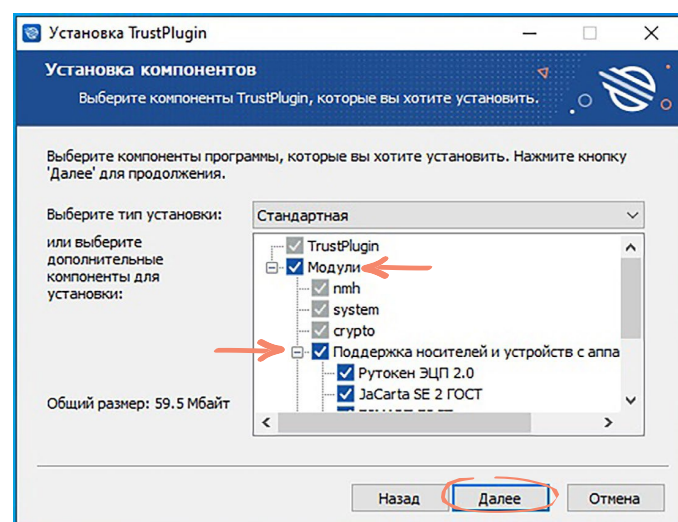 Установка TrustPlugin
Установка компонентов
Выберите компоненты TrustPlugin, которые вы хотите установить.
Выберите компоненты программы, которые вы хотите установить. Нажмите кнопку
'Далее' для продолжения.
Выберите тип установки:
Стандартная
или выберите
дополнительные
компоненты для
установки:
TrustPlugin
Модули
nmh
system
crypto
Поддержка носителей и устройств с аппа
Рутокен ЭЦП 2.0
JaCarta SE 2 ГОСТ
Общий размер: 59.5 Мбайт
Назад
Далее
Отмена